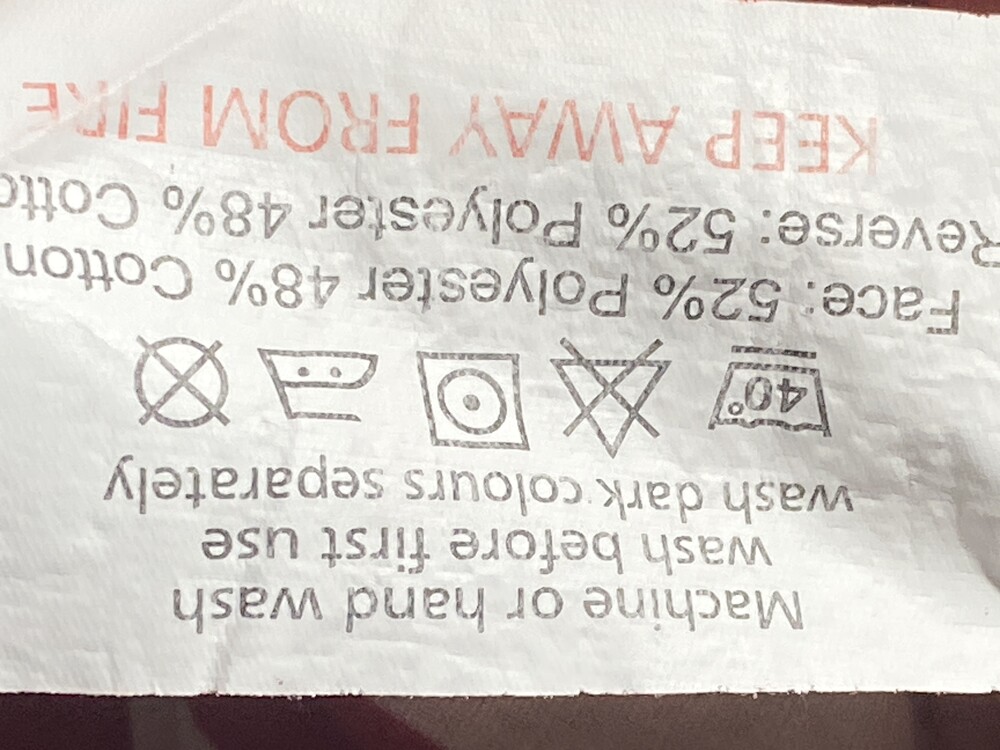 Machine or hand wash
wash before first use
wash dark colours separately
40°
Face: 52% Polyester 48% Cotton
Reverse: 52% Polyester 48% Cotto
KEEP AWAY FROM FIRE